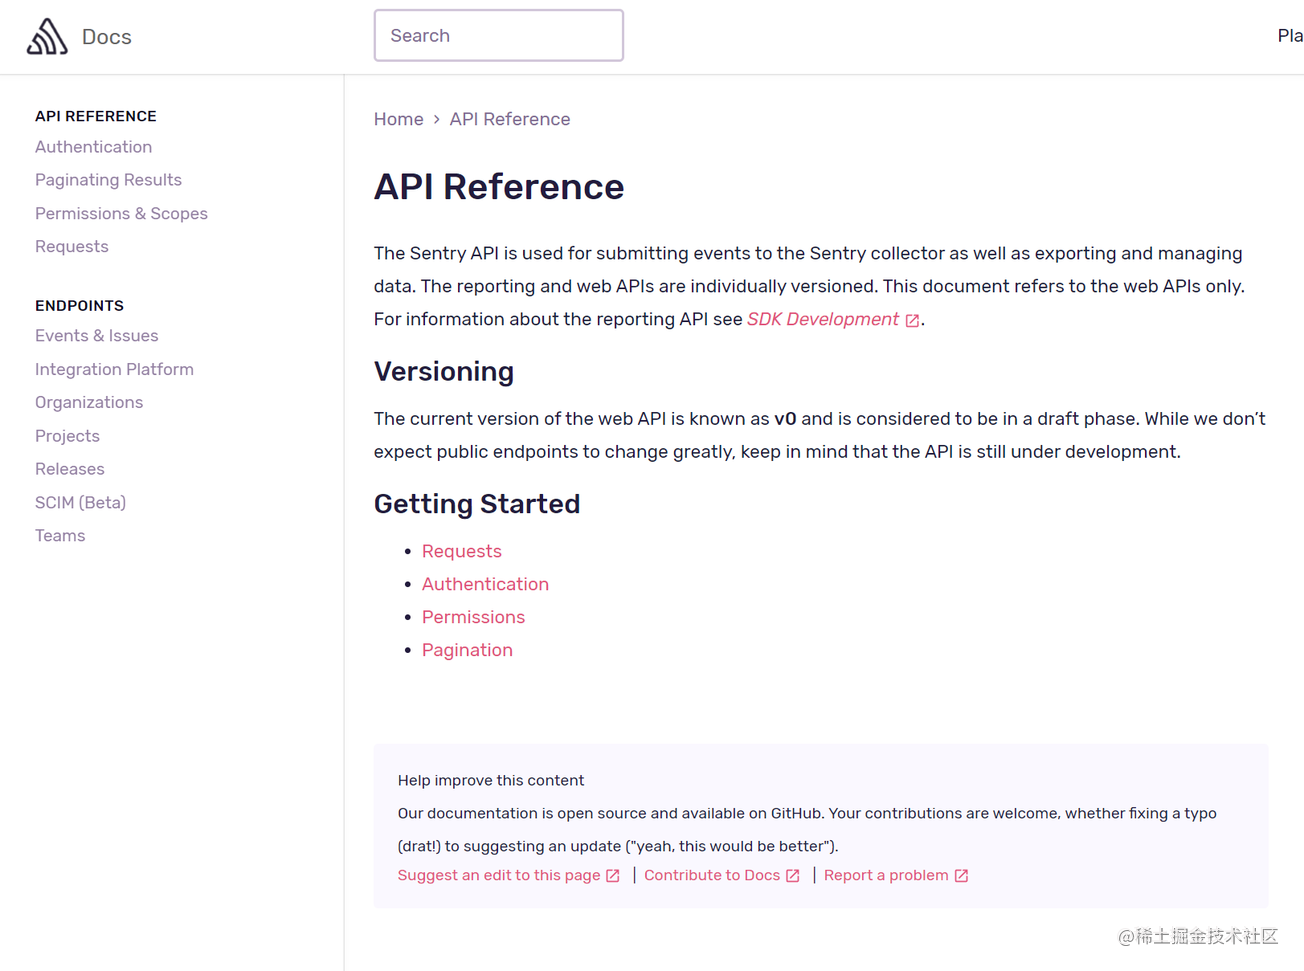 Docs
Search
Pla
API REFERENCE
Authentication
Paginating Results
Permissions & Scopes
Requests
ENDPOINTS
Events & Issues
Integration Platform
Organizations
Projects
Releases
SCIM (Beta)
Teams
Home › API Reference
API Reference
The Sentry API is used for submitting events to the Sentry collector as well as exporting and managing
data. The reporting and web APIs are individually versioned. This document refers to the web APIs only.
For information about the reporting API see SDK Development.
Versioning
The current version of the web API is known as v0 and is considered to be in a draft phase. While we don’t
expect public endpoints to change greatly, keep in mind that the API is still under development.
Getting Started
• Requests
• Authentication
• Permissions
• Pagination
Help improve this content
Our documentation is open source and available on GitHub. Your contributions are welcome, whether fixing a typo
(drat!) to suggesting an update ("yeah, this would be better").
Suggest an edit to this page | Contribute to Docs | Report a problem
@稀土掘金技术社区